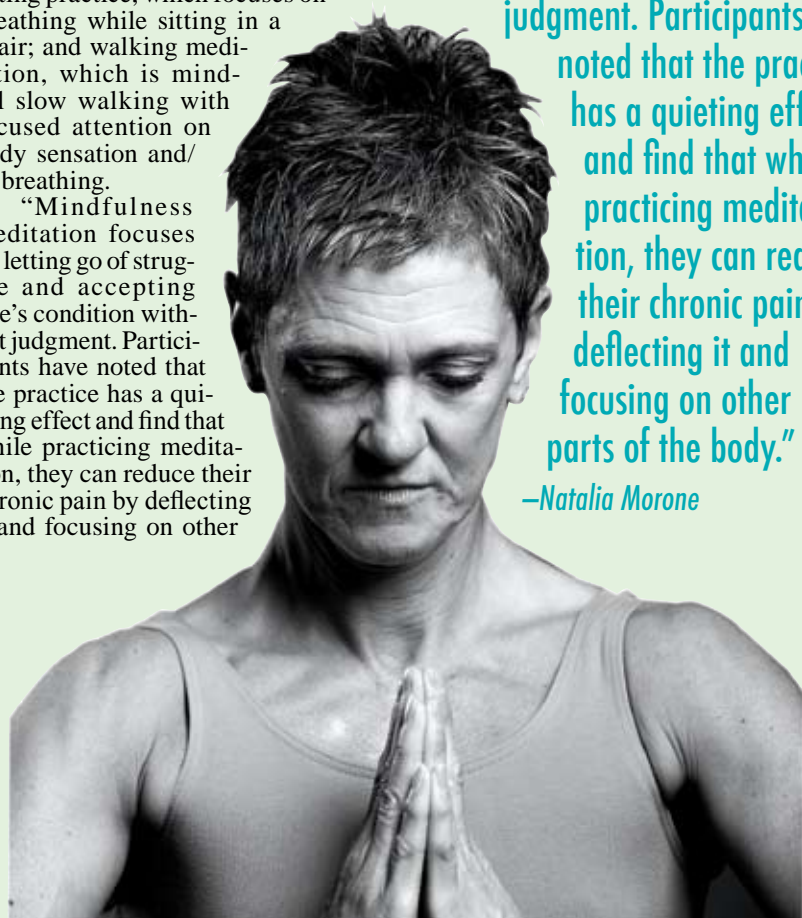 ting practice, which focuses on
eathing while sitting in a
air; and walking medi-
tion, which is mind-
l slow walking with
cused attention on
dy sensation and/
breathing.
“Mindfulness
editation focuses
letting go of strug-
e and accepting
e’s condition with-
t judgment. Partici-
nts have noted that
e practice has a qui-
ng effect and find that
hile practicing medita-
on, they can reduce their
ronic pain by deflecting
and focusing on other
judgment. Participants
noted that the prac
has a quieting eff
and find that wh
practicing medita
tion, they can red
their chronic pain
deflecting it and
focusing on other
parts of the body.”
–Natalia Morone